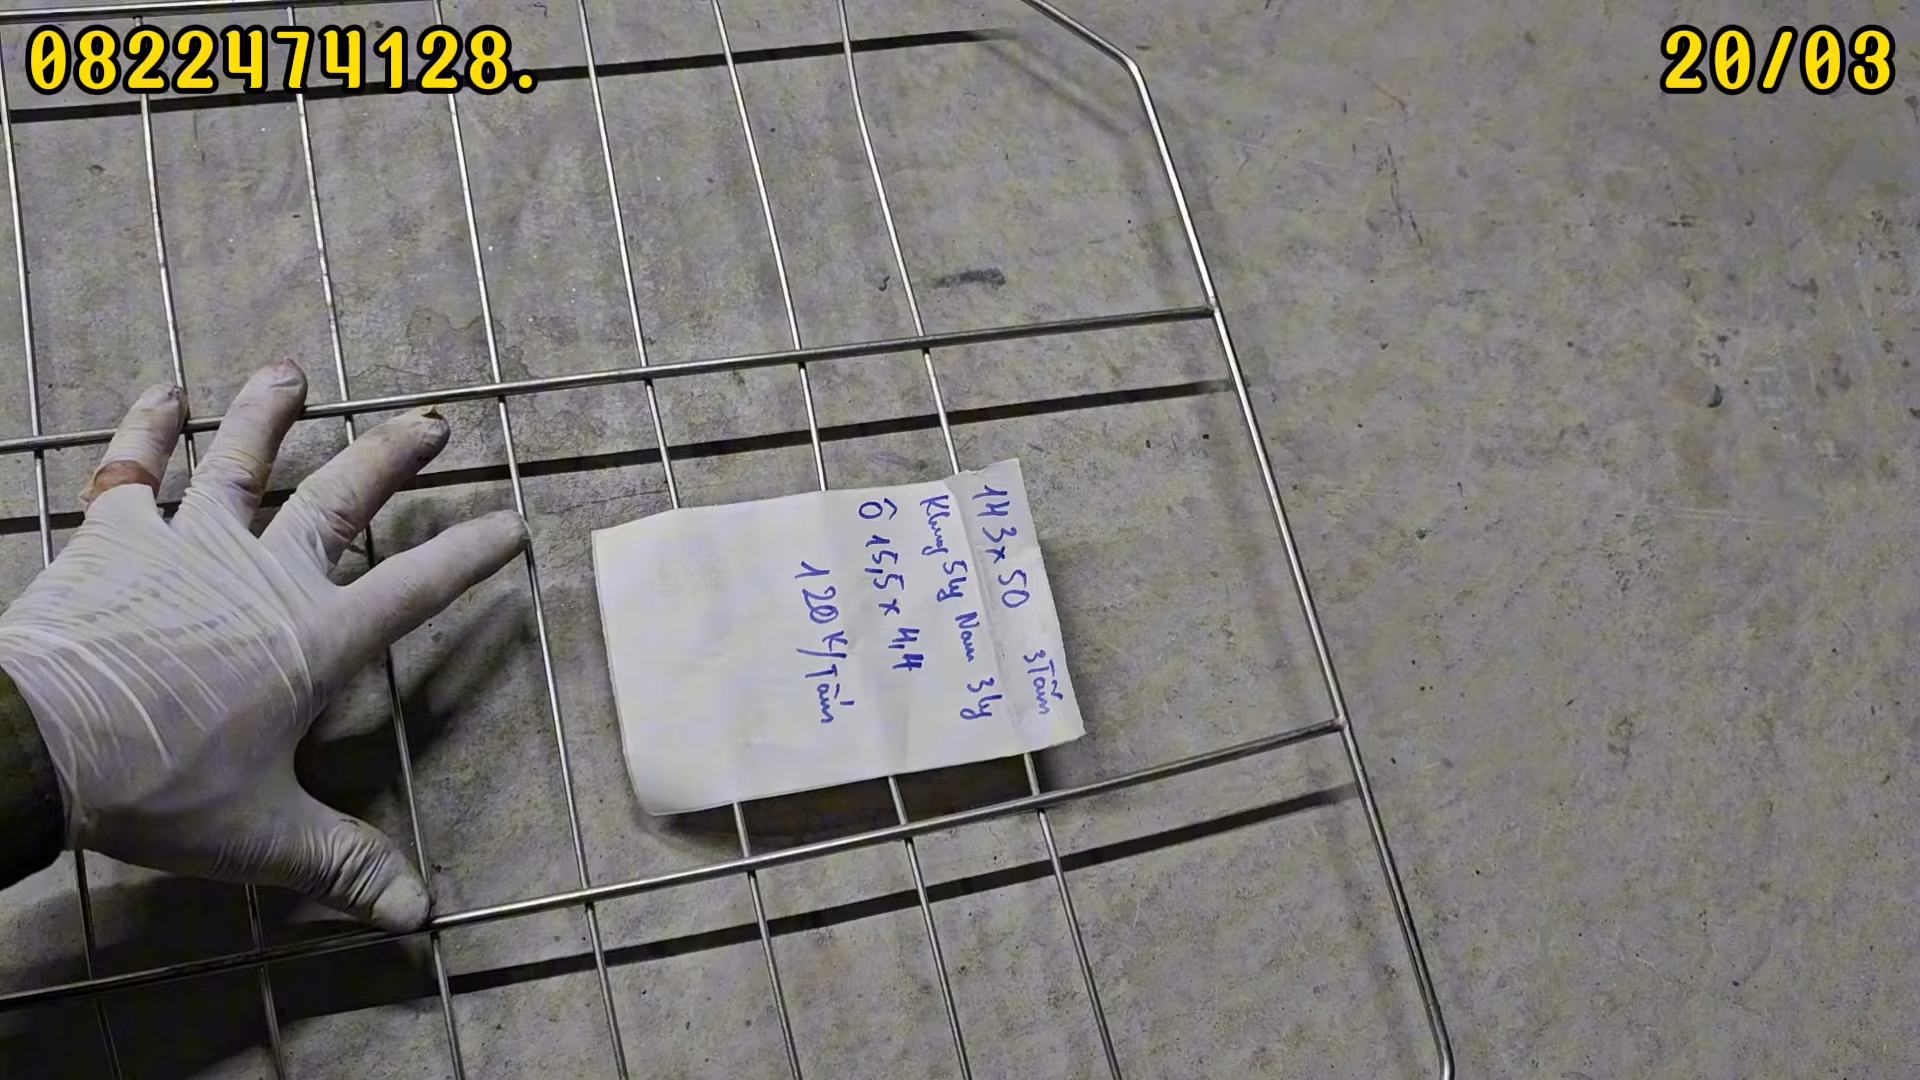 0822474128.
20/03
143x50
3Tấm
Khung 5ly Nan 3ly
Ô 15,5 x 4,4
120K/Tấm